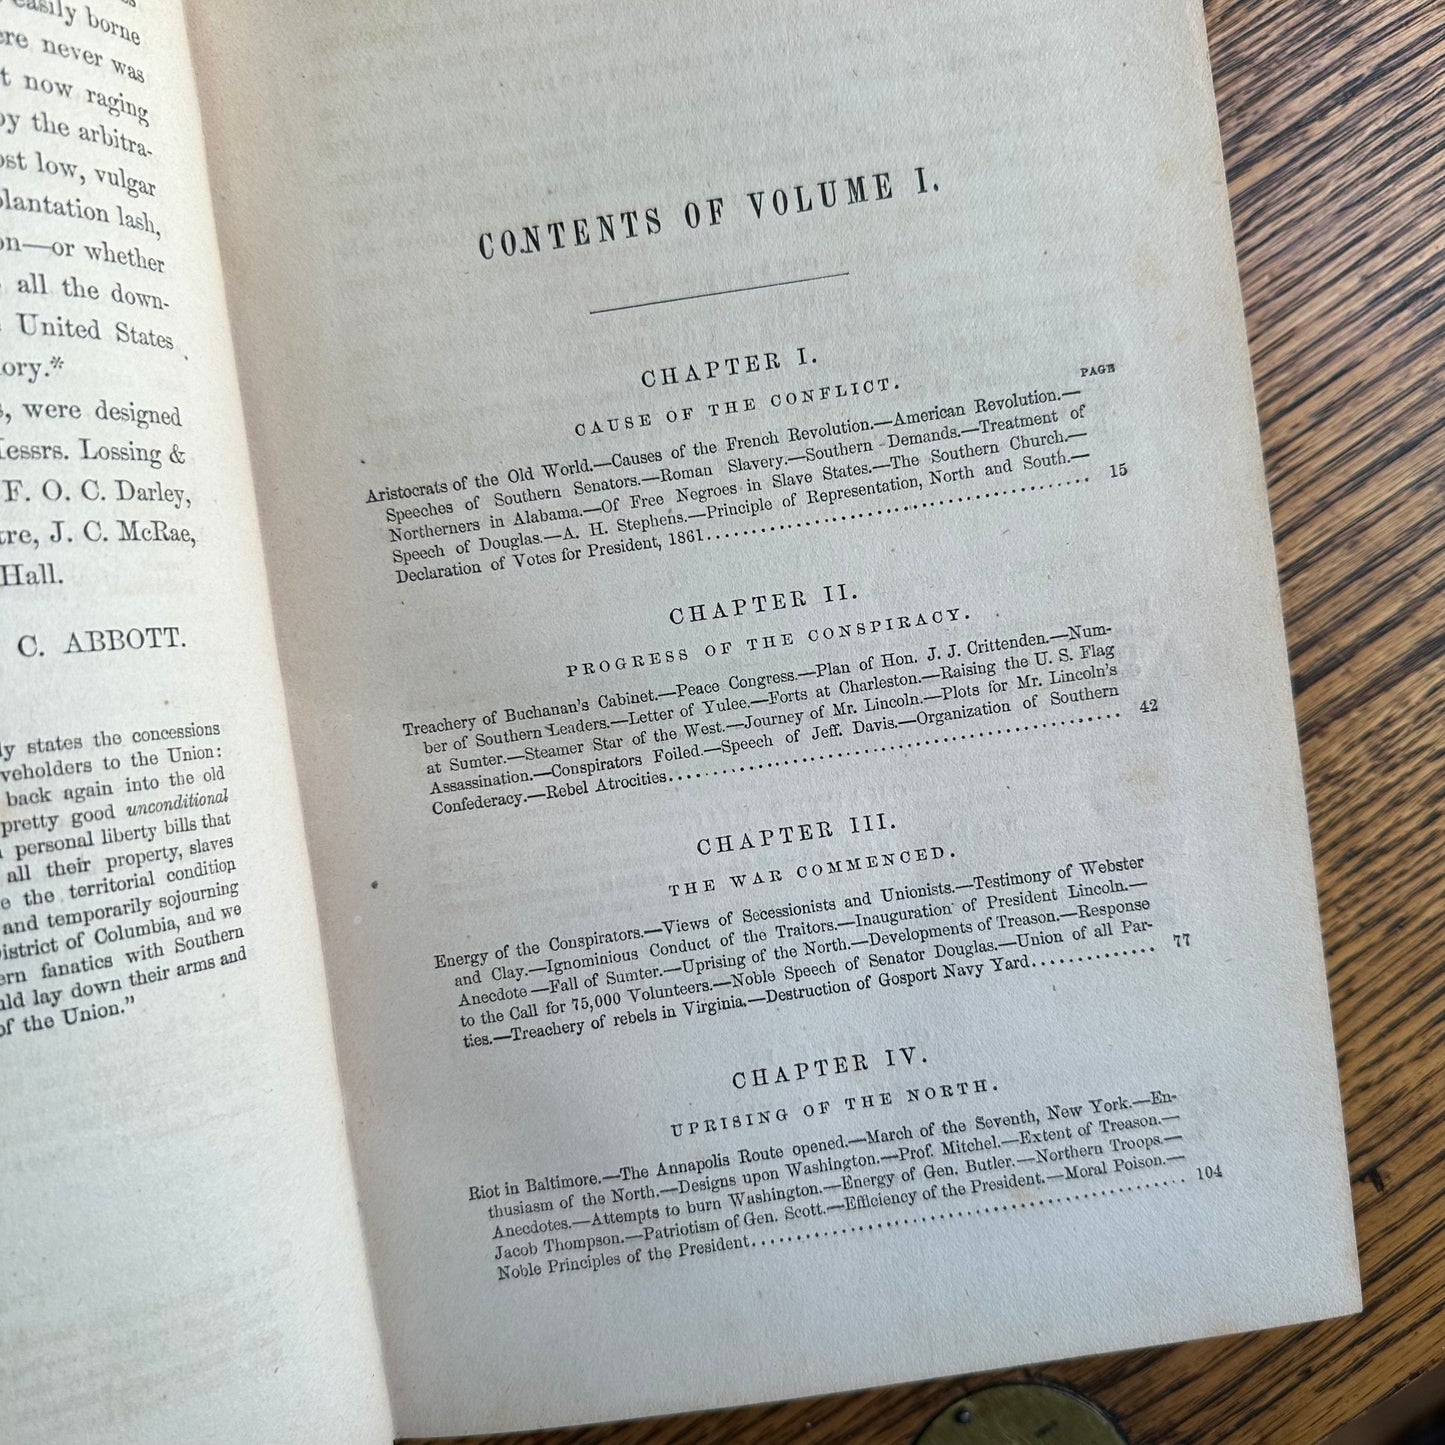 easily borne
never was
now raging
by the arbitra-
low, vulgar
plantation lash,
or whether
all the down-
United States
were designed
Lossing &
F. O. C. Darley,
J. C. McRae,
Hall.
C. ABBOTT.
states the concessions
to the Union:
back again into the old
pretty good unconditional
personal liberty bills that
all their property, slaves
the territorial condition
and temporarily sojourning
District of Columbia, and we
fanatics with Southern
lay down their arms and
of the Union."
CONTENTS OF VOLUME I.
CHAPTER I.
CAUSE OF THE CONFLICT.
PAGE
Aristocrats of the Old World.—Causes of the French Revolution.—American Revolution.—
Speeches of Southern Senators.—Roman Slavery.—Southern Demands.—Treatment of
Northerners in Alabama.—Of Free Negroes in Slave States.—The Southern Church.—
Speech of Douglas.—A. H. Stephens.—Principle of Representation, North and South.—
Declaration of Votes for President, 1861 15
CHAPTER II.
PROGRESS OF THE CONSPIRACY.
Treachery of Buchanan's Cabinet.—Peace Congress.—Plan of Hon. J. J. Crittenden.—Num-
ber of Southern Leaders.—Letter of Yulee.—Forts at Charleston.—Raising the U. S. Flag
at Sumter.—Steamer Star of the West.—Journey of Mr. Lincoln.—Plots for Mr. Lincoln's
Assassination.—Conspirators Foiled.—Speech of Jeff. Davis.—Organization of Southern
Confederacy.—Rebel Atrocities 42
CHAPTER III.
THE WAR COMMENCED.
Energy of the Conspirators.—Views of Secessionists and Unionists.—Testimony of Webster
and Clay.—Ignominious Conduct of the Traitors.—Inauguration of President Lincoln.—
Anecdote—Fall of Sumter.—Uprising of the North.—Developments of Treason.—Response
to the Call for 75,000 Volunteers.—Noble Speech of Senator Douglas.—Union of all Par-
ties.—Treachery of rebels in Virginia.—Destruction of Gosport Navy Yard 77
CHAPTER IV.
UPRISING OF THE NORTH.
Riot in Baltimore.—The Annapolis Route opened.—March of the Seventh, New York.—En-
thusiasm of the North.—Designs upon Washington.—Prof. Mitchel.—Extent of Treason.—
Anecdotes.—Attempts to burn Washington.—Energy of Gen. Butler.—Northern Troops.—
Jacob Thompson.—Patriotism of Gen. Scott.—Efficiency of the President.—Moral Poison.—
Noble Principles of the President 104